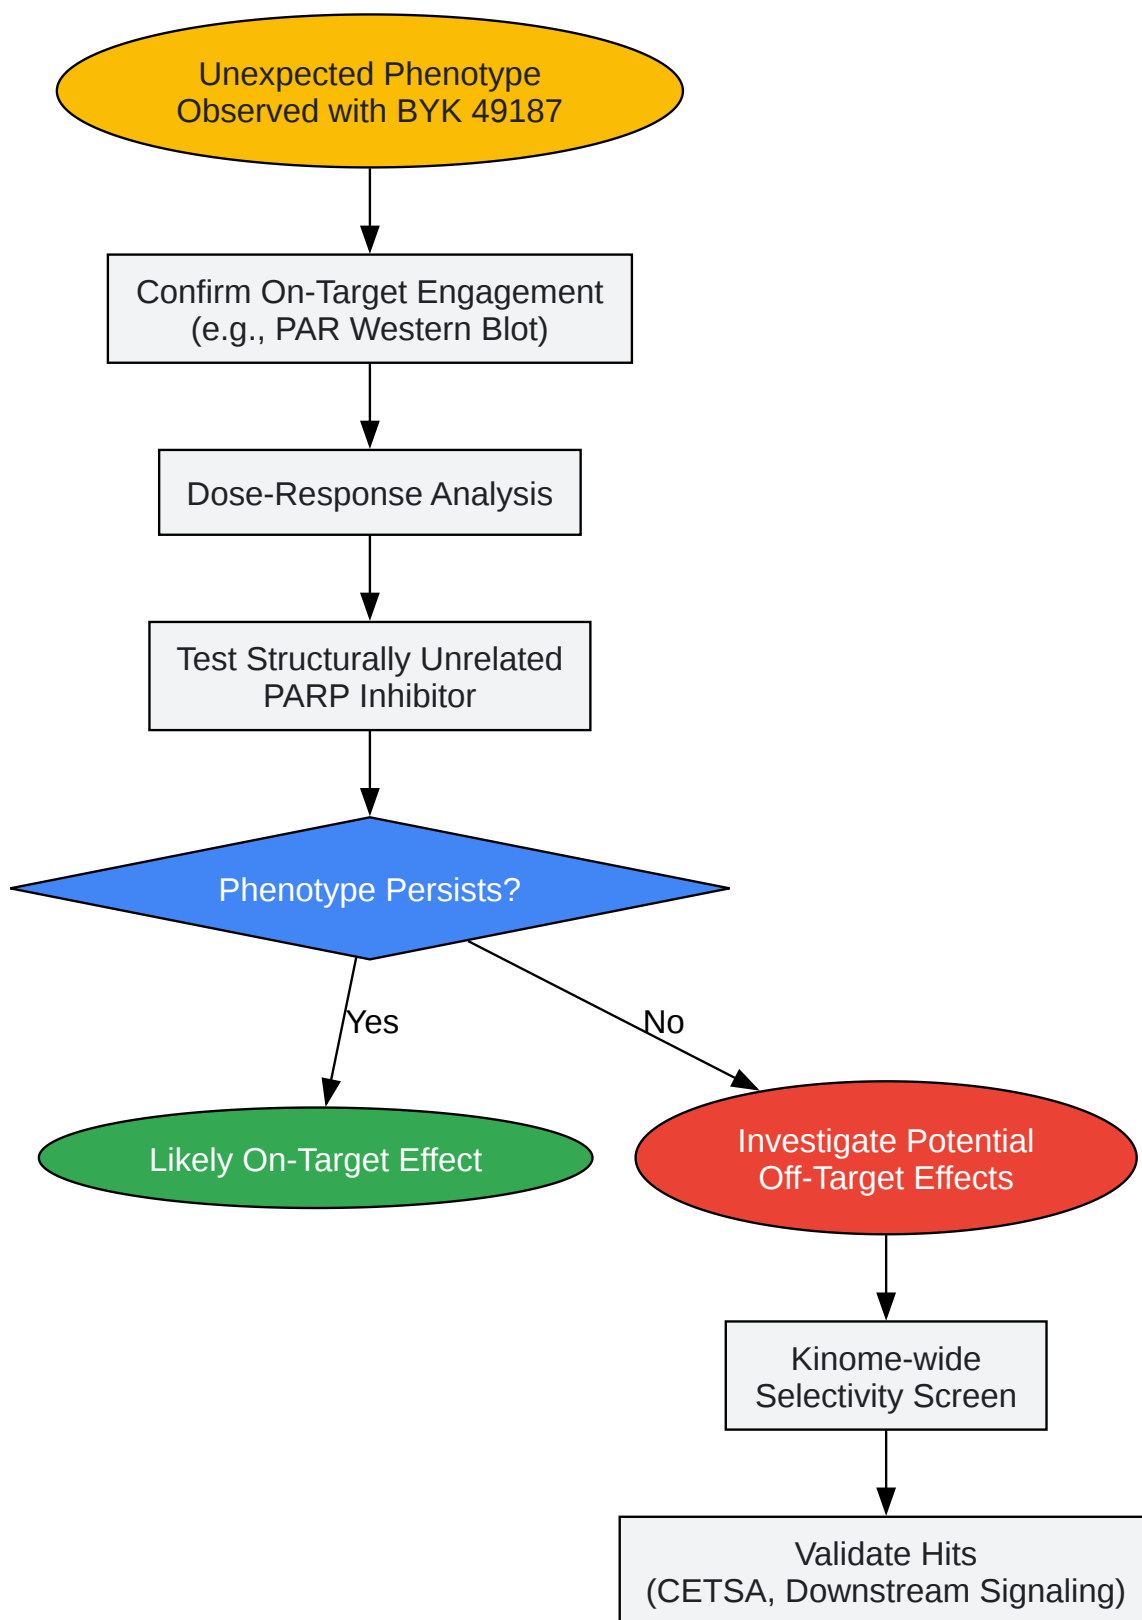 Unexpected Phenotype
Observed with BYK 49187
Confirm On-Target Engagement
(e.g., PAR Western Blot)
Dose-Response Analysis
Test Structurally Unrelated
PARP Inhibitor
Phenotype Persists?
Yes
No
Likely On-Target Effect
Investigate Potential
Off-Target Effects
Kinome-wide
Selectivity Screen
Validate Hits
(CETSA, Downstream Signaling)